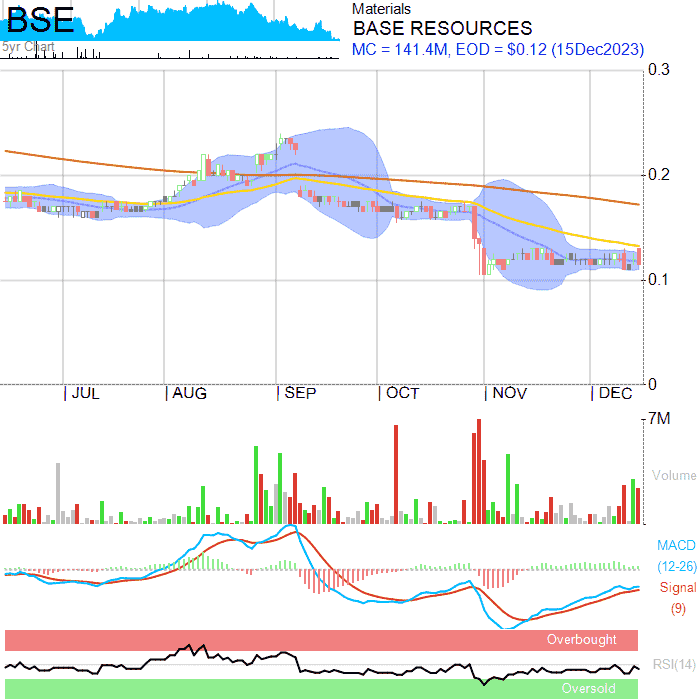 BSE
5yr Chart
Materials
BASE RESOURCES
MC = 141.4M, EOD = $0.12 (15Dec2023)
0.3
0.2
0.1
0
JUL AUG SEP OCT NOV DEC
7M
Volume
MACD
(12-26)
Signal
(9)
Overbought
RSI(14)
Oversold